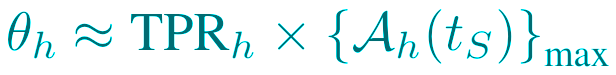 θ_h ≈ TPR_h × {𝒜_h(t_S)}_max